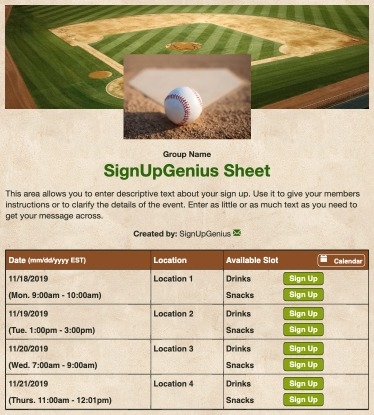 Group Name
SignUpGenius Sheet
This area allows you to enter descriptive text about your sign up. Use it to give your members
instructions or to clarify the details of the event. Enter as little or as much text as you need to
get your message across.
Created by: SignUpGenius
Date (mm/dd/yyyy EST) Location Available Slot Calendar
11/18/2019 Location 1 Drinks Sign Up
(Mon. 9:00am - 10:00am) Snacks Sign Up
11/19/2019 Location 2 Drinks Sign Up
(Tue. 1:00pm - 3:00pm) Snacks Sign Up
11/20/2019 Location 3 Drinks Sign Up
(Wed. 7:00am - 9:00am) Snacks Sign Up
11/21/2019 Location 4 Drinks Sign Up
(Thurs. 11:00am - 12:01pm) Snacks Sign Up